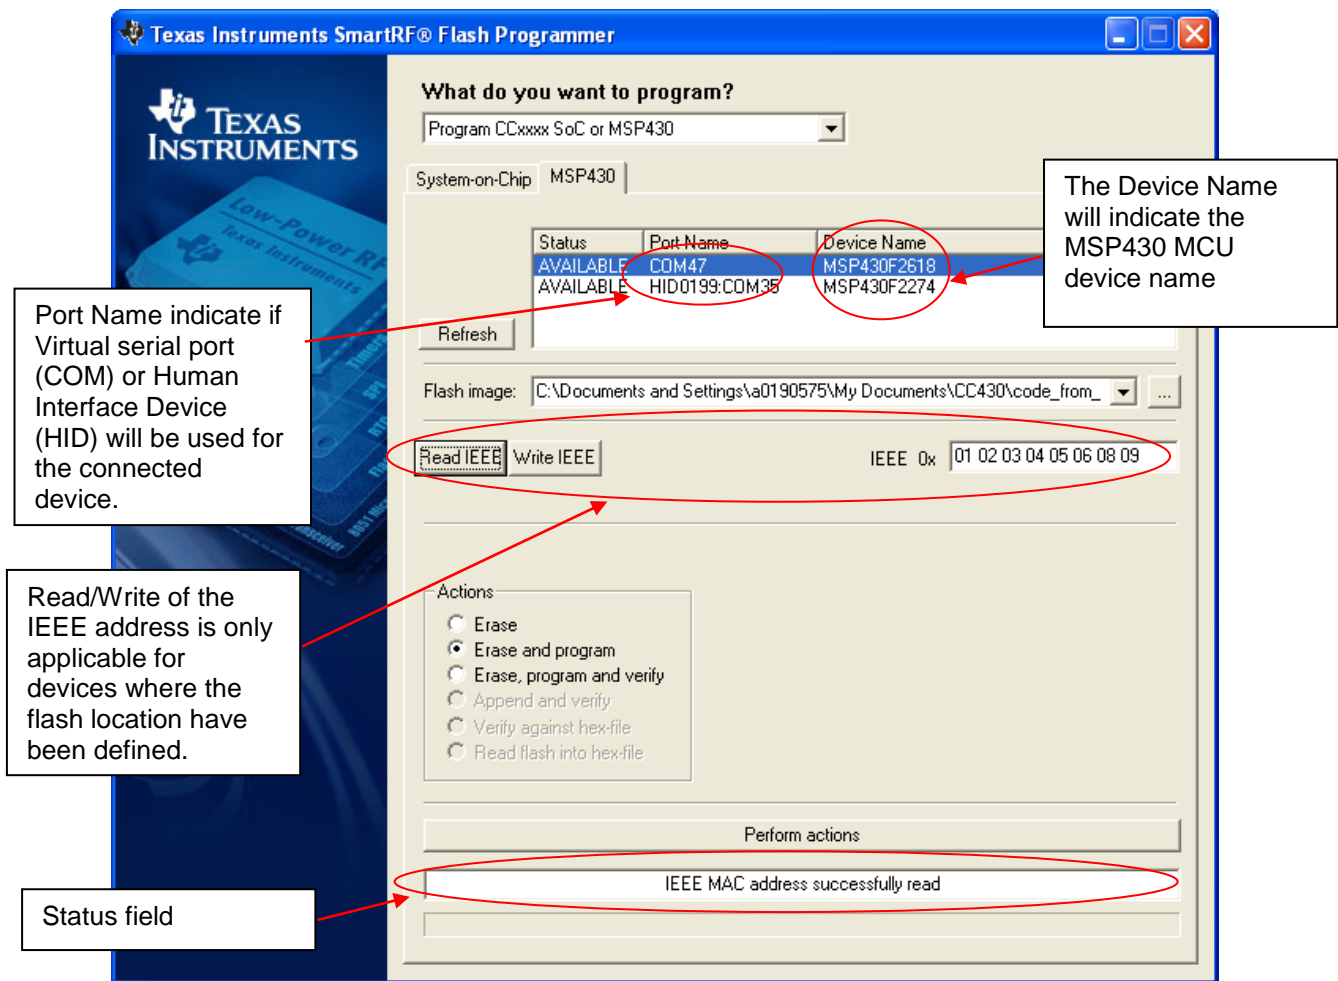 Texas Instruments SmartRF® Flash Programmer
TEXAS
INSTRUMENTS
Low-Power RF
Texas Instruments
What do you want to program?
Program CCxxxx SoC or MSP430
System-on-Chip MSP430
Status Port Name Device Name
AVAILABLE COM47 MSP430F2618
AVAILABLE HID0199:COM35 MSP430F2274
Refresh
The Device Name
will indicate the
MSP430 MCU
device name
Port Name indicate if
Virtual serial port
(COM) or Human
Interface Device
(HID) will be used for
the connected
device.
Flash image: C:\Documents and Settings\a0190575\My Documents\CC430\code_from_ ...
Read IEEE Write IEEE IEEE 0x 01 02 03 04 05 06 08 09
Read/Write of the
IEEE address is only
applicable for
devices where the
flash location have
been defined.
Actions
Erase
Erase and program
Erase, program and verify
Append and verify
Verify against hex-file
Read flash into hex-file
Perform actions
IEEE MAC address successfully read
Status field